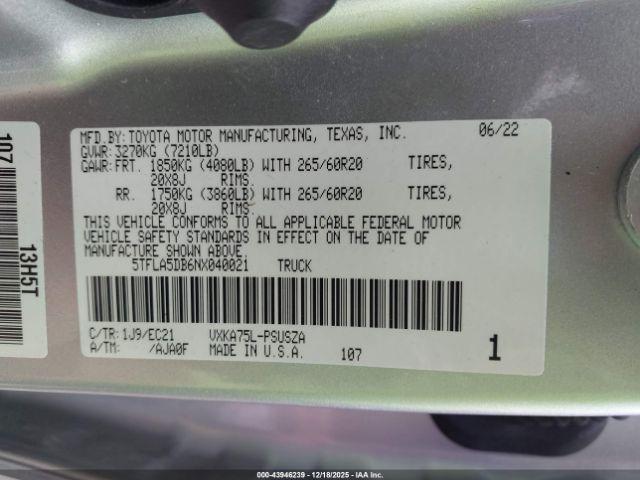 MFD BY: TOYOTA MOTOR MANUFACTURING, TEXAS, INC. 06/22
GVWR: 3270KG (7210LB)
GAWR: FRT. 1850KG (4080LB) WITH 265/60R20 TIRES,
20X8J RIMS.
RR. 1750KG (3860LB) WITH 265/60R20 TIRES,
20X8J RIMS.
THIS VEHICLE CONFORMS TO ALL APPLICABLE FEDERAL MOTOR
VEHICLE SAFETY STANDARDS IN EFFECT ON THE DATE OF
MANUFACTURE SHOWN ABOVE.
5TFLA5DB6NX040021 TRUCK
C/TR: 1J9/EC21 VXKA75L-PSUSZA
A/TM: /AJA0F MADE IN U.S.A. 107 1
107
13H5T
000-43946239 - 12/18/2025 - COPART